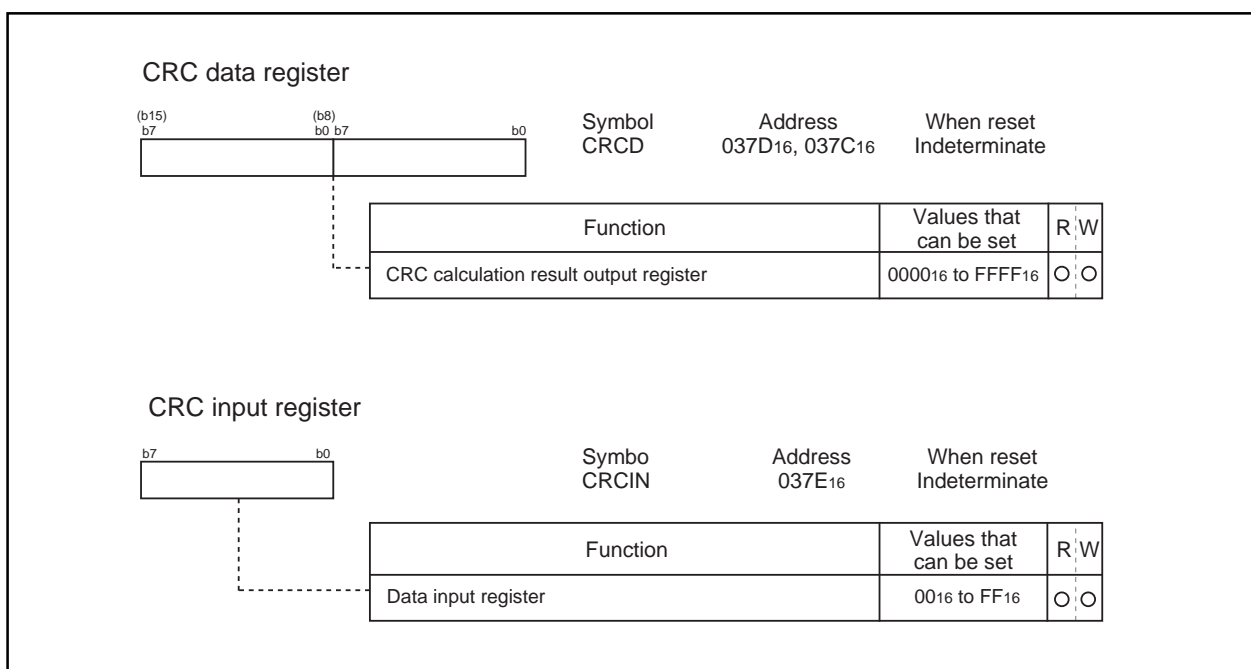 CRC data register
(b15) (b8)
b7 b0 b7 b0
Symbol Address When reset
CRCD 037D16, 037C16 Indeterminate
Function Values that can be set R W
CRC calculation result output register 000016 to FFFF16 O O
CRC input register
b7 b0
Symbo Address When reset
CRCIN 037E16 Indeterminate
Function Values that can be set R W
Data input register 0016 to FF16 O O